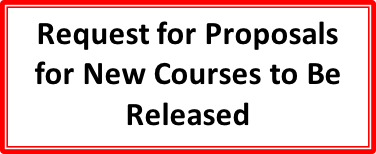 Request for Proposals
for New Courses to Be
Released